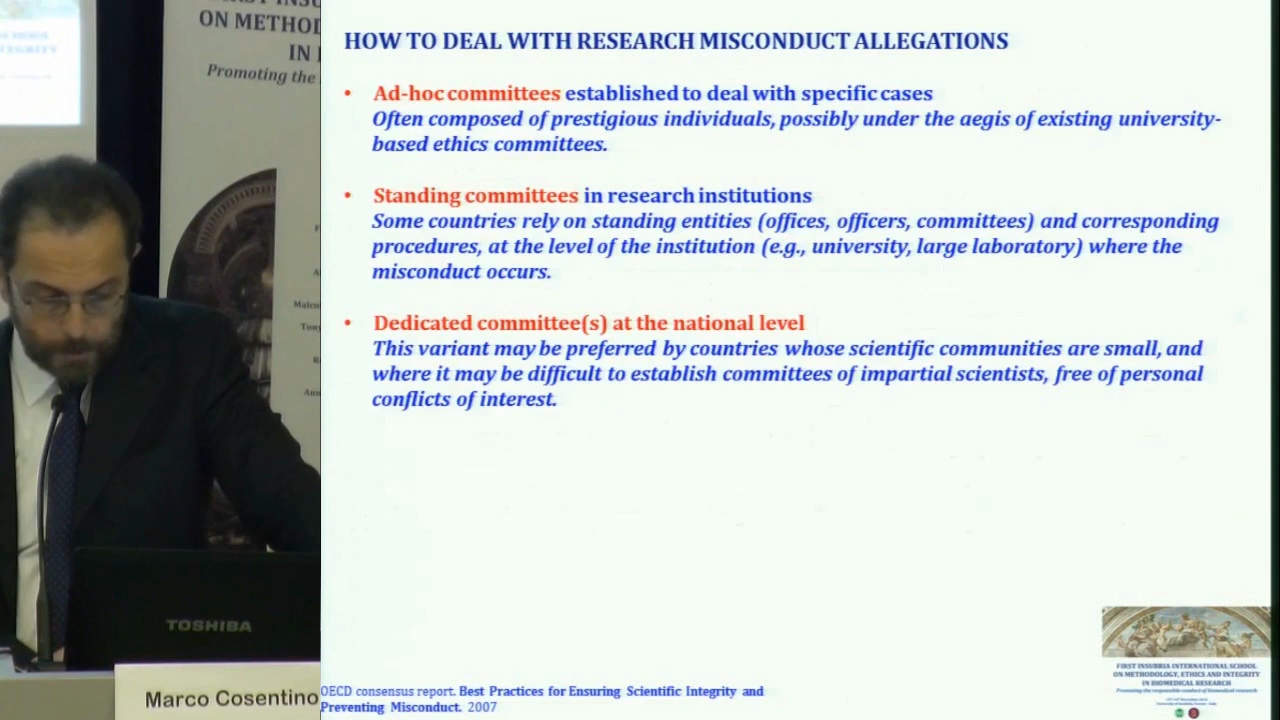 ON METHOD
IN
Promoting the
TOSHIBA
Marco Cosentino
HOW TO DEAL WITH RESEARCH MISCONDUCT ALLEGATIONS
• Ad-hoc committees established to deal with specific cases
Often composed of prestigious individuals, possibly under the aegis of existing university-
based ethics committees.
• Standing committees in research institutions
Some countries rely on standing entities (offices, officers, committees) and corresponding
procedures, at the level of the institution (e.g., university, large laboratory) where the
misconduct occurs.
• Dedicated committee(s) at the national level
This variant may be preferred by countries whose scientific communities are small, and
where it may be difficult to establish committees of impartial scientists, free of personal
conflicts of interest.
OECD consensus report. Best Practices for Ensuring Scientific Integrity and
Preventing Misconduct. 2007
FIRST INSUBRIA INTERNATIONAL SCHOOL
ON METHODOLOGY, ETHICS AND INTEGRITY
IN BIOMEDICAL RESEARCH
Promoting the responsible conduct of biomedical research